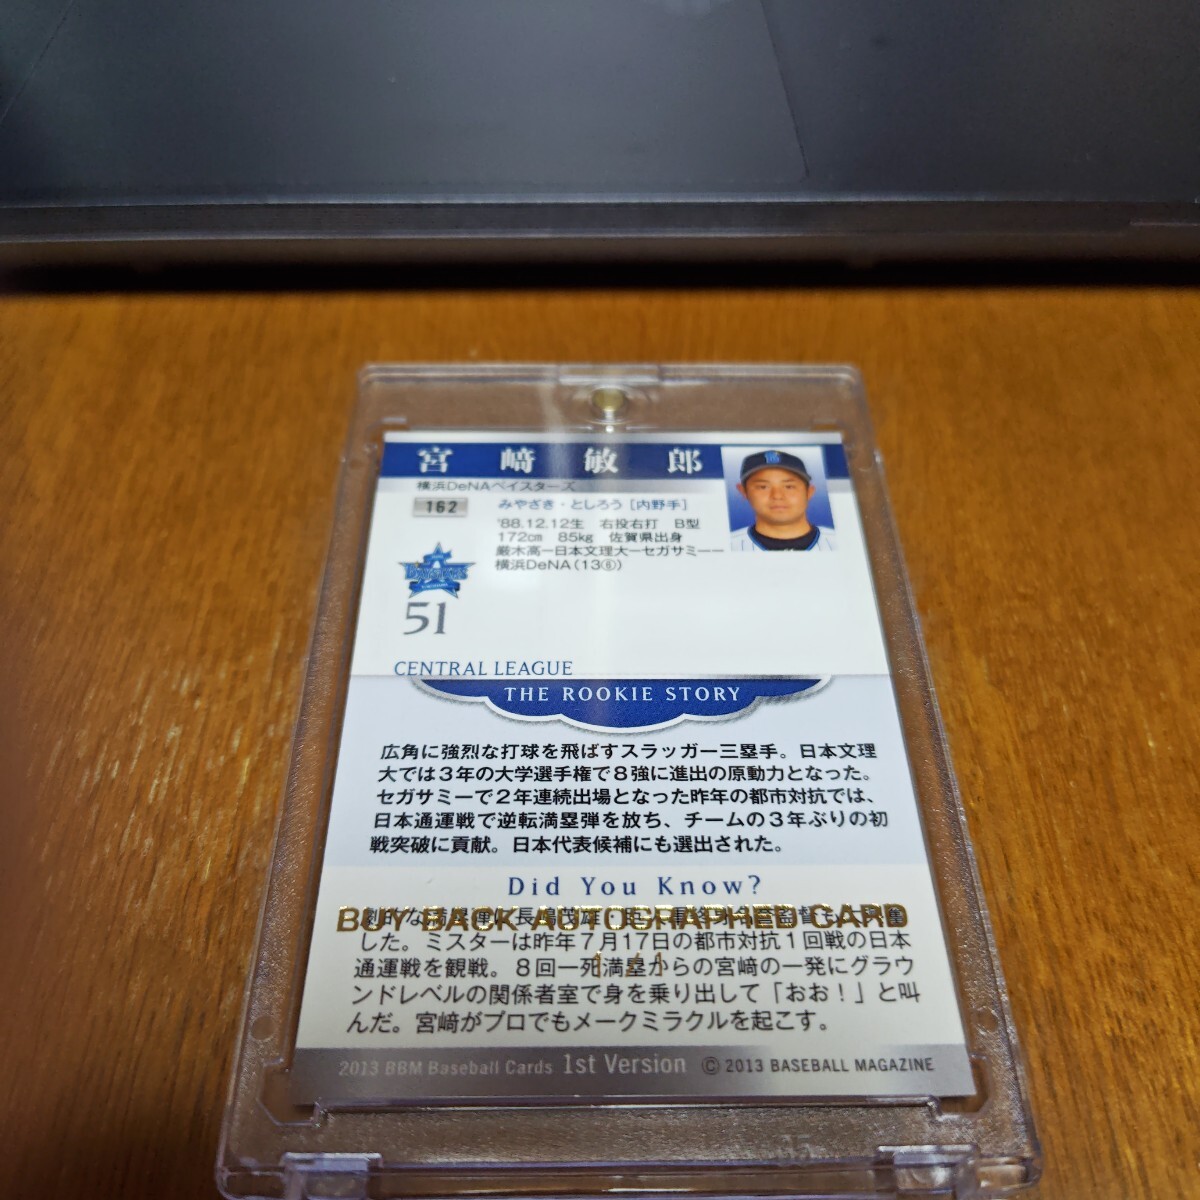 宮﨑敏郎
横浜DeNAベイスターズ
162
みやざき・としろう［内野手］
'88.12.12生 右投右打 B型
172cm 85kg 佐賀県出身
厳木高ー日本文理大ーセガサミーー
横浜DeNA(13⑥)
51
CENTRAL LEAGUE
THE ROOKIE STORY
広角に強烈な打球を飛ばすスラッガー三塁手。日本文理
大では３年の大学選手権で８強に進出の原動力となった。
セガサミーで２年連続出場となった昨年の都市対抗では、
日本通運戦で逆転満塁弾を放ち、チームの３年ぶりの初
戦突破に貢献。日本代表候補にも選出された。
Did You Know?
BUY BACK AUTOGRAPHED CARD
した。ミスターは昨年７月17日の都市対抗１回戦の日本
通運戦を観戦。８回一死満塁からの宮﨑の一発にグラウ
ンドレベルの関係者室で身を乗り出して「おお！」と叫
んだ。宮﨑がプロでもメークミラクルを起こす。
2013 BBM Baseball Cards 1st Version © 2013 BASEBALL MAGAZINE